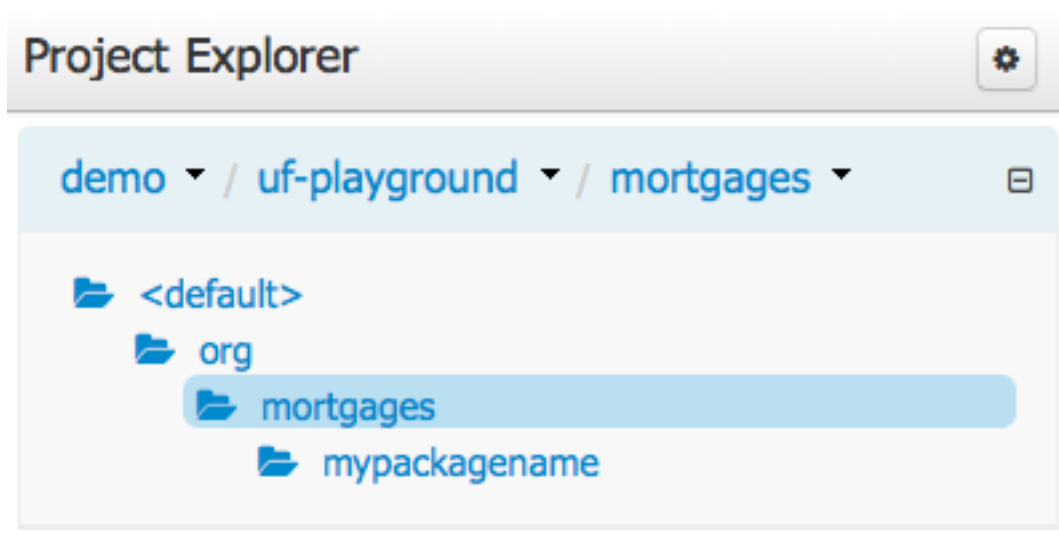 Project Explorer
demo / uf-playground / mortgages
<default>
org
mortgages
mypackagename